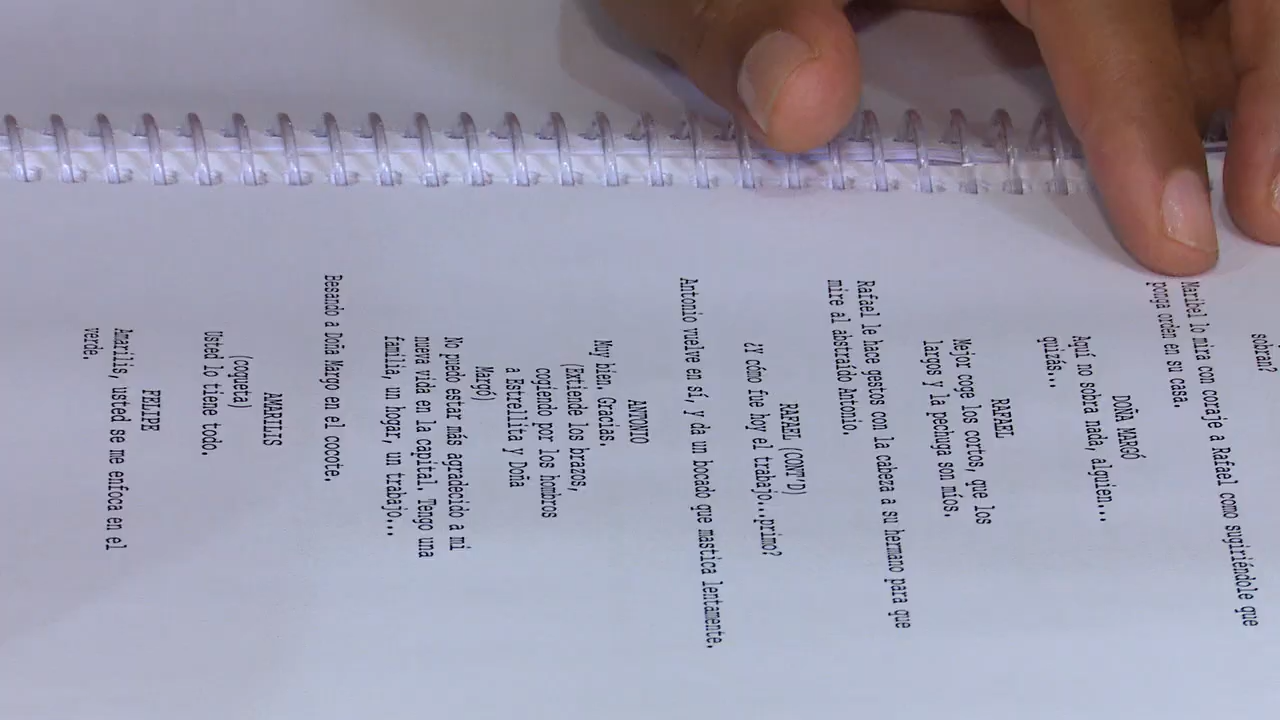 sobran?
Maribel lo mira con coraje a Rafael como sugiriéndole que
ponga orden en su casa.
DOÑA MARGÓ
Aquí no sobra nada, alguien...
quizás...
RAFAEL
Mejor coge los cortos, que los
largos y la pechuga son míos.
Rafael le hace gestos con la cabeza a su hermano para que
mire al abstraído Antonio.
RAFAEL (CONT'D)
¿Y cómo fue hoy el trabajo...primo?
Antonio vuelve en sí, y dá un bocado que mastica lentamente.
ANTONIO
Muy bien. Gracias.
(Extiende los brazos,
cogiendo por los hombros
a Estrellita y Doña
Margó)
No puedo estar más agradecido a mi
nueva vida en la capital. Tengo una
familia, un hogar, un trabajo...
Besando a Doña Margo en el cocote.
AMARILIS
(coqueta)
Usted lo tiene todo.
FELIPE
Amarilis, usted se me enfoca en el
verde.